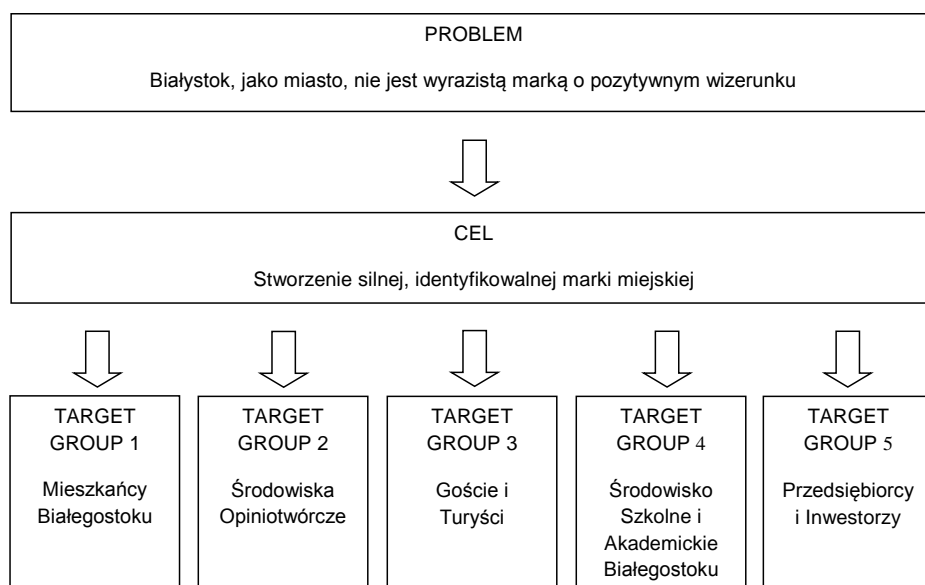 PROBLEM
Białystok, jako miasto, nie jest wyrazistą marką o pozytywnym wizerunku
CEL
Stworzenie silnej, identyfikowalnej marki miejskiej
TARGET
GROUP 1
Mieszkańcy
Białegostoku
TARGET
GROUP 2
Środowiska
Opiniotwórcze
TARGET
GROUP 3
Goście i
Turyści
TARGET
GROUP 4
Środowisko
Szkolne i
Akademickie
Białegostoku
TARGET
GROUP 5
Przedsiębiorcy
i Inwestorzy